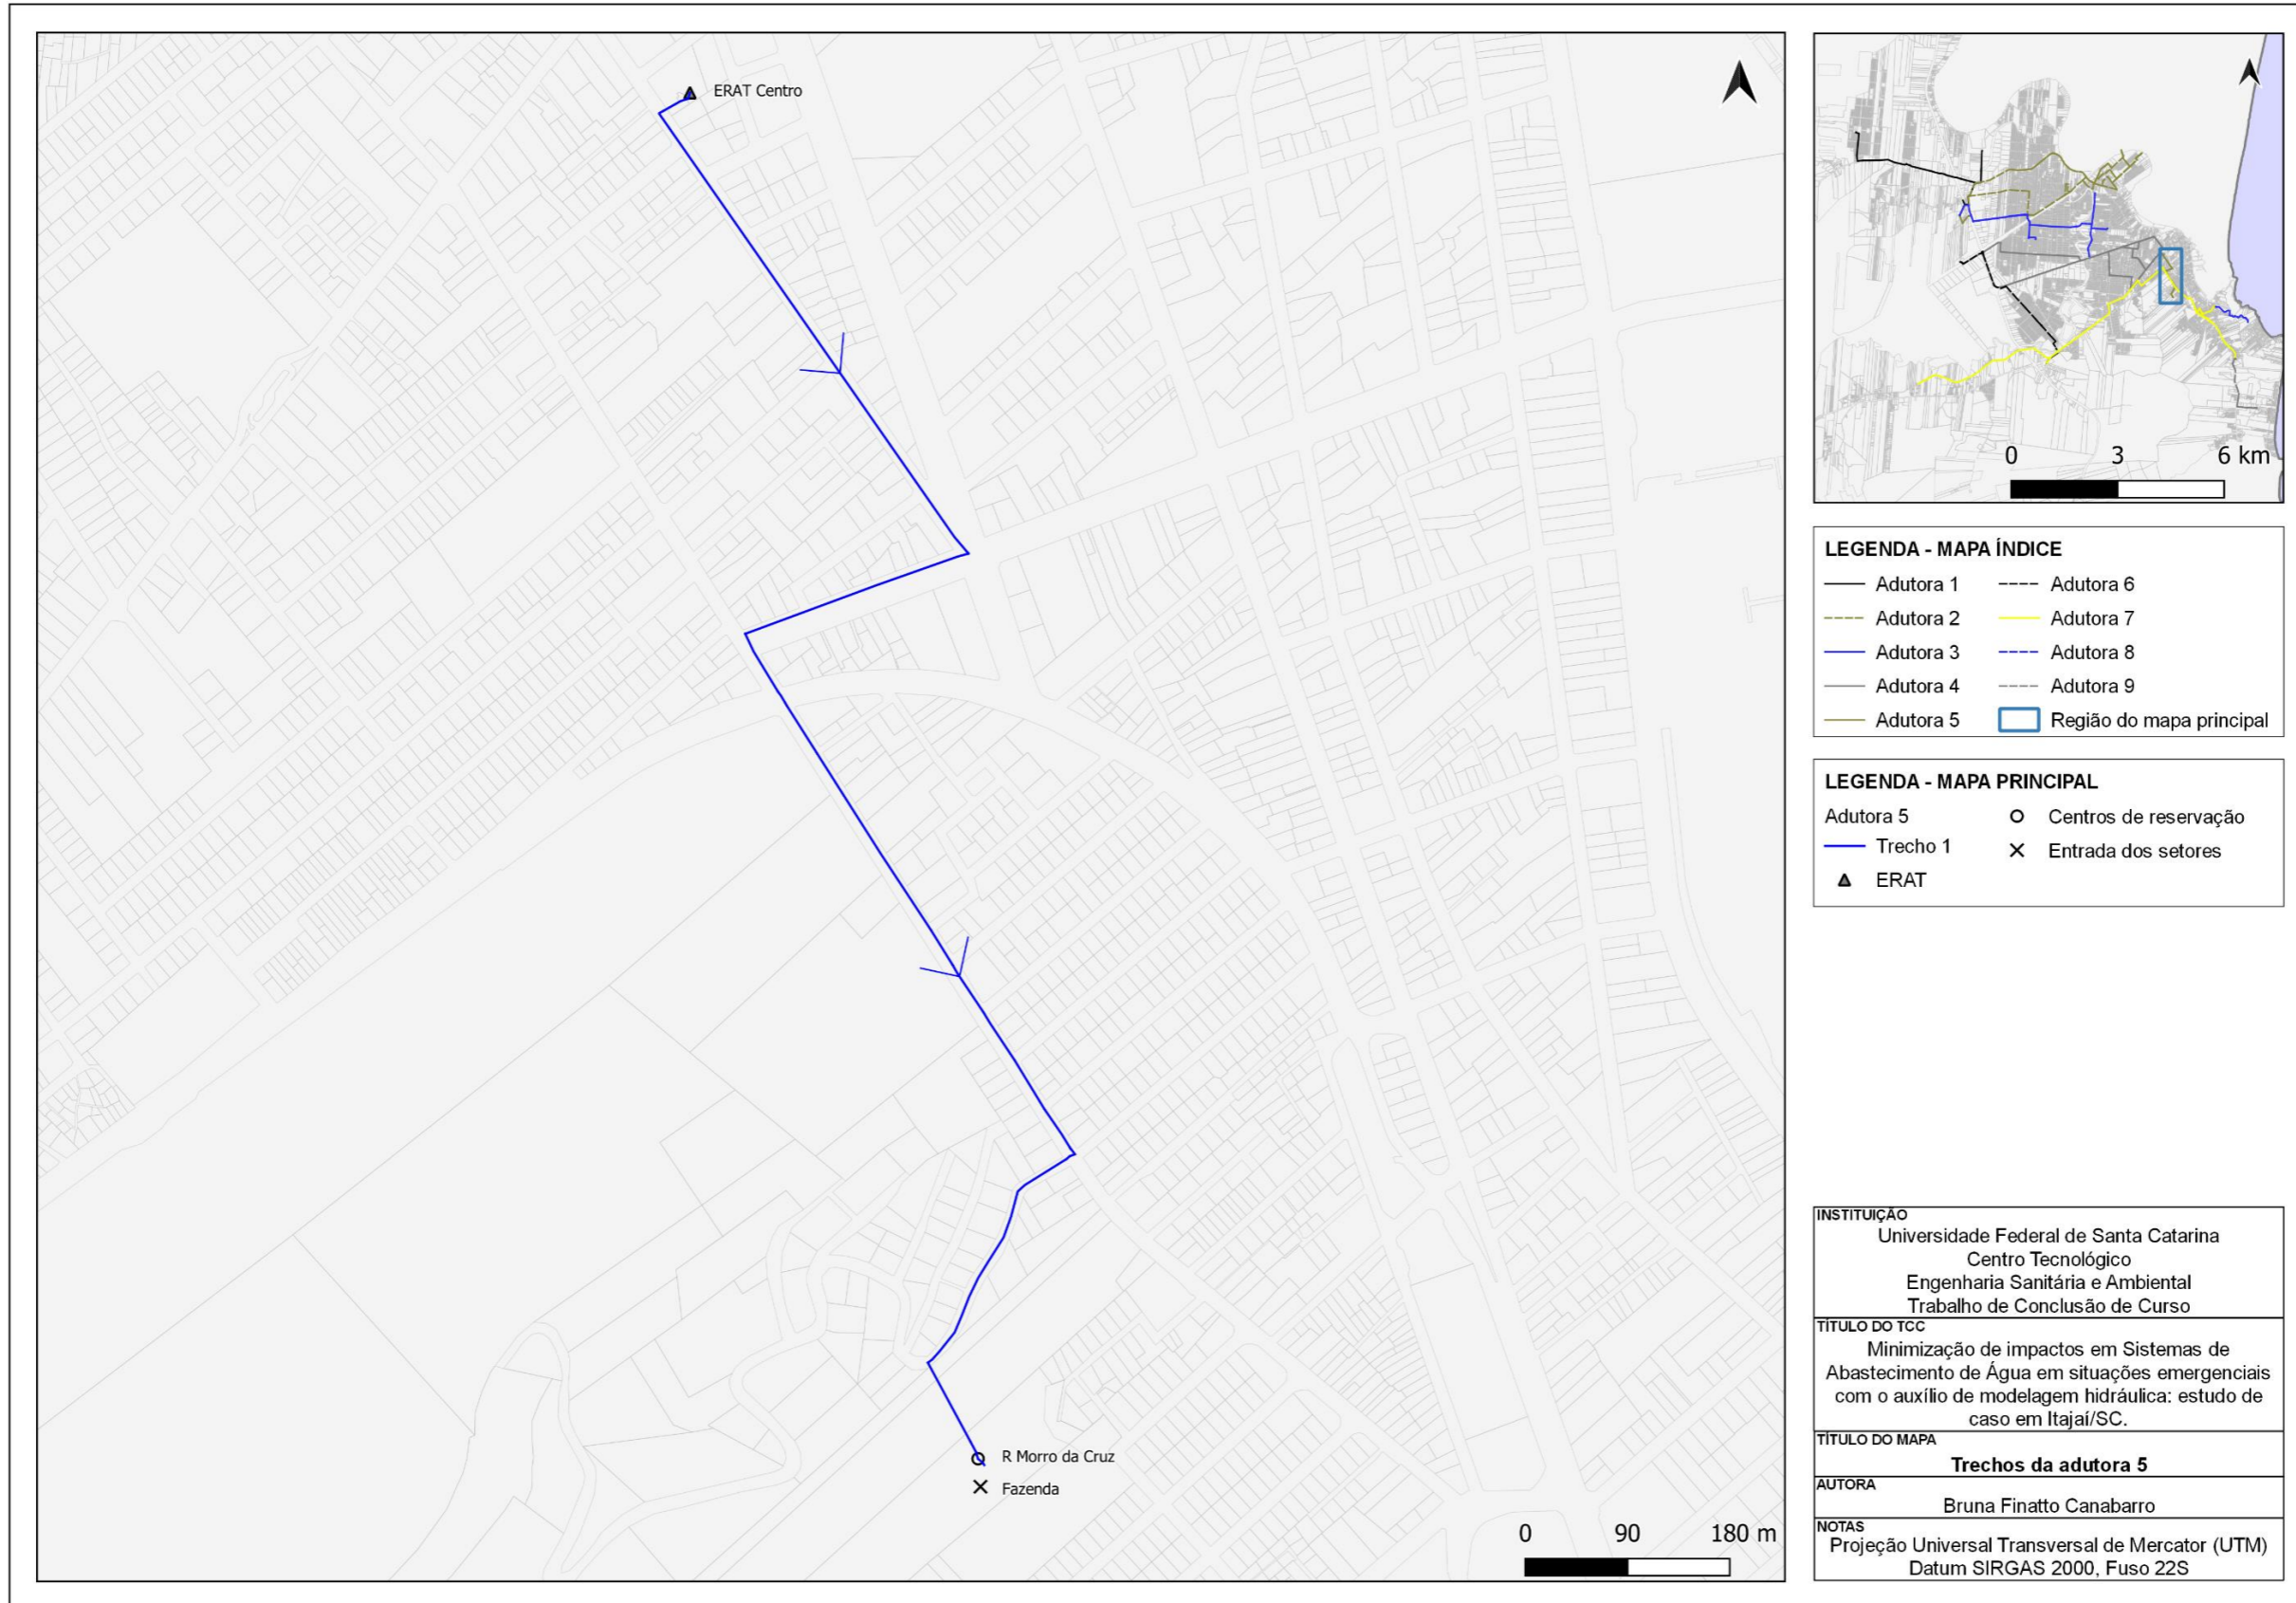 ERAT Centro
R Morro da Cruz
Fazenda
0 90 180 m
0 3 6 km
LEGENDA - MAPA ÍNDICE
Adutora 1
Adutora 2
Adutora 3
Adutora 4
Adutora 5
Adutora 6
Adutora 7
Adutora 8
Adutora 9
Região do mapa principal
LEGENDA - MAPA PRINCIPAL
Adutora 5
Trecho 1
ERAT
Centros de reservação
Entrada dos setores
INSTITUIÇÃO
Universidade Federal de Santa Catarina
Centro Tecnológico
Engenharia Sanitária e Ambiental
Trabalho de Conclusão de Curso
TÍTULO DO TCC
Minimização de impactos em Sistemas de
Abastecimento de Água em situações emergenciais
com o auxílio de modelagem hidráulica: estudo de
caso em Itajaí/SC.
TÍTULO DO MAPA
Trechos da adutora 5
AUTORA
Bruna Finatto Canabarro
NOTAS
Projeção Universal Transversal de Mercator (UTM)
Datum SIRGAS 2000, Fuso 22S